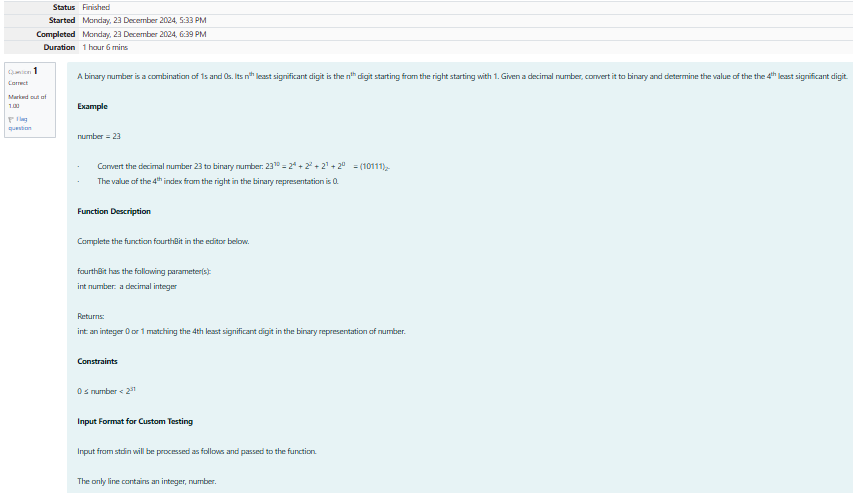 Status Finished
Started Monday, 23 December 2024, 5:33 PM
Completed Monday, 23 December 2024, 6:39 PM
Duration 1 hour 6 mins
Question 1
Correct
Marked out of
1.00
Flag
question
A binary number is a combination of 1s and 0s. Its nth least significant digit is the nth digit starting from the right starting with 1. Given a decimal number, convert it to binary and determine the value of the the 4th least significant digit.
Example
number = 23
· Convert the decimal number 23 to binary number: 23¹⁰ = 2⁴ + 2² + 2¹ + 2⁰ = (10111)₂.
· The value of the 4th index from the right in the binary representation is 0.
Function Description
Complete the function fourthBit in the editor below.
fourthBit has the following parameter(s):
int number: a decimal integer
Returns:
int: an integer 0 or 1 matching the 4th least significant digit in the binary representation of number.
Constraints
0 ≤ number < 2³¹
Input Format for Custom Testing
Input from stdin will be processed as follows and passed to the function.
The only line contains an integer, number.